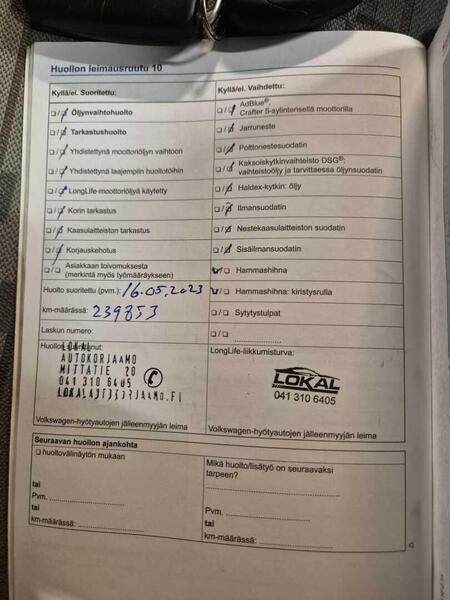 Huollon leimausruutu 10
Kyllä/ei. Suoritettu:
☐/☐ Öljynvaihtohuolto
☐/☐ Tarkastushuolto
☐/☐ Yhdistettynä moottoriöljyn vaihtoon
☐/☐ Yhdistettynä laajempiin huoltotöihin
☐/☐ LongLife-moottoriöljyä käytetty
☐/☐ Korin tarkastus
☐/☐ Kaasulaitteiston tarkastus
☐/☐ Korjauskehotus
☐/☐ Asiakkaan toivomuksesta
(merkintä myös työmääräykseen)
Huolto suoritettu (pvm.): 16.05.2023
km-määrässä: 239853
Laskun numero:
LOKAL
AUTOKORJAAMO
MITTATIE 20
041 310 6405
Volkswagen-hyötyautojen jälleenmyyjän leima
Kyllä/ei. Vaihdettu:
☐/☐ AdBlue®,
Crafter 5-sylinterisellä moottorilla
☐/☐ Jarruneste
☐/☐ Polttonestesuodatin
☐/☐ Kaksoiskytkinvaihteisto DSG®:
vaihteistoöljy ja tarvittaessa öljynsuodatin
☐/☐ Haldex-kytkin: öljy
☐/☐ Ilmansuodatin
☐/☐ Nestekaasulaitteiston suodatin
☐/☐ Sisäilmansuodatin
☐/☐ Hammashihna
☐/☐ Hammashihna: kiristysrulla
☐/☐ Sytytystulpat
☐/☐ ..................
LongLife-liikkumisturva:
LOKAL
041 310 6405
Volkswagen-hyötyautojen jälleenmyyjän leima
Seuraavan huollon ajankohta
☐ huoltovälinäytön mukaan
tai
Pvm. ..................
tai
km-määrässä: ..................
Mikä huolto/lisätyö on seuraavaksi
tarpeen?
..................
Pvm. ..................
tai
km-määrässä: ..................